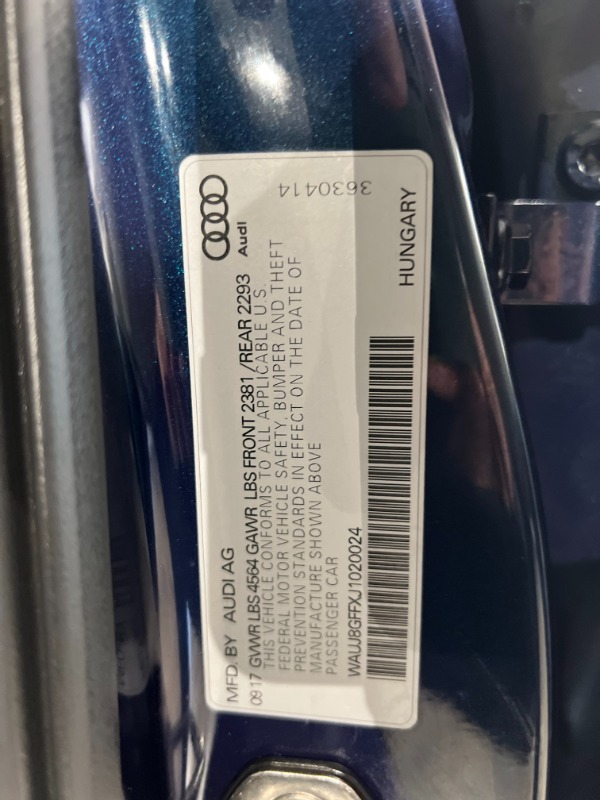 Audi
3630414
MFD. BY AUDI AG
HUNGARY
0917 GVWR LBS 4564 GAWR LBS FRONT 2381 /REAR 2293
THIS VEHICLE CONFORMS TO ALL APPLICABLE U.S.
FEDERAL MOTOR VEHICLE SAFETY, BUMPER AND THEFT
PREVENTION STANDARDS IN EFFECT ON THE DATE OF
MANUFACTURE SHOWN ABOVE
PASSENGER CAR
WAUJ8GFFXJ1020024